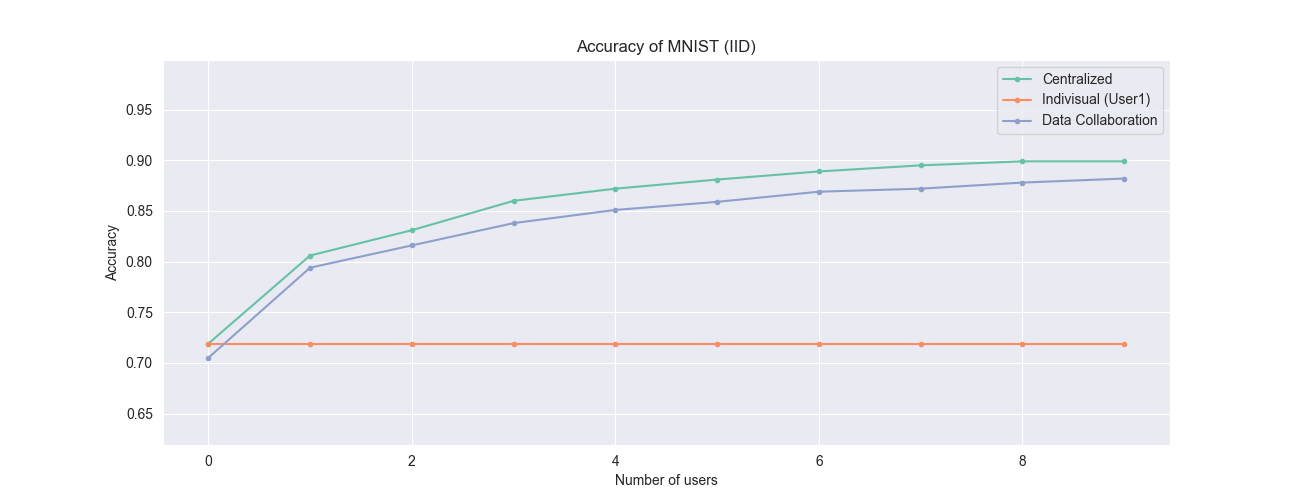 Accuracy of MNIST (IID)
Centralized
Indivisual (User1)
Data Collaboration
Accuracy
0.95
0.90
0.85
0.80
0.75
0.70
0.65
0 2 4 6 8
Number of users